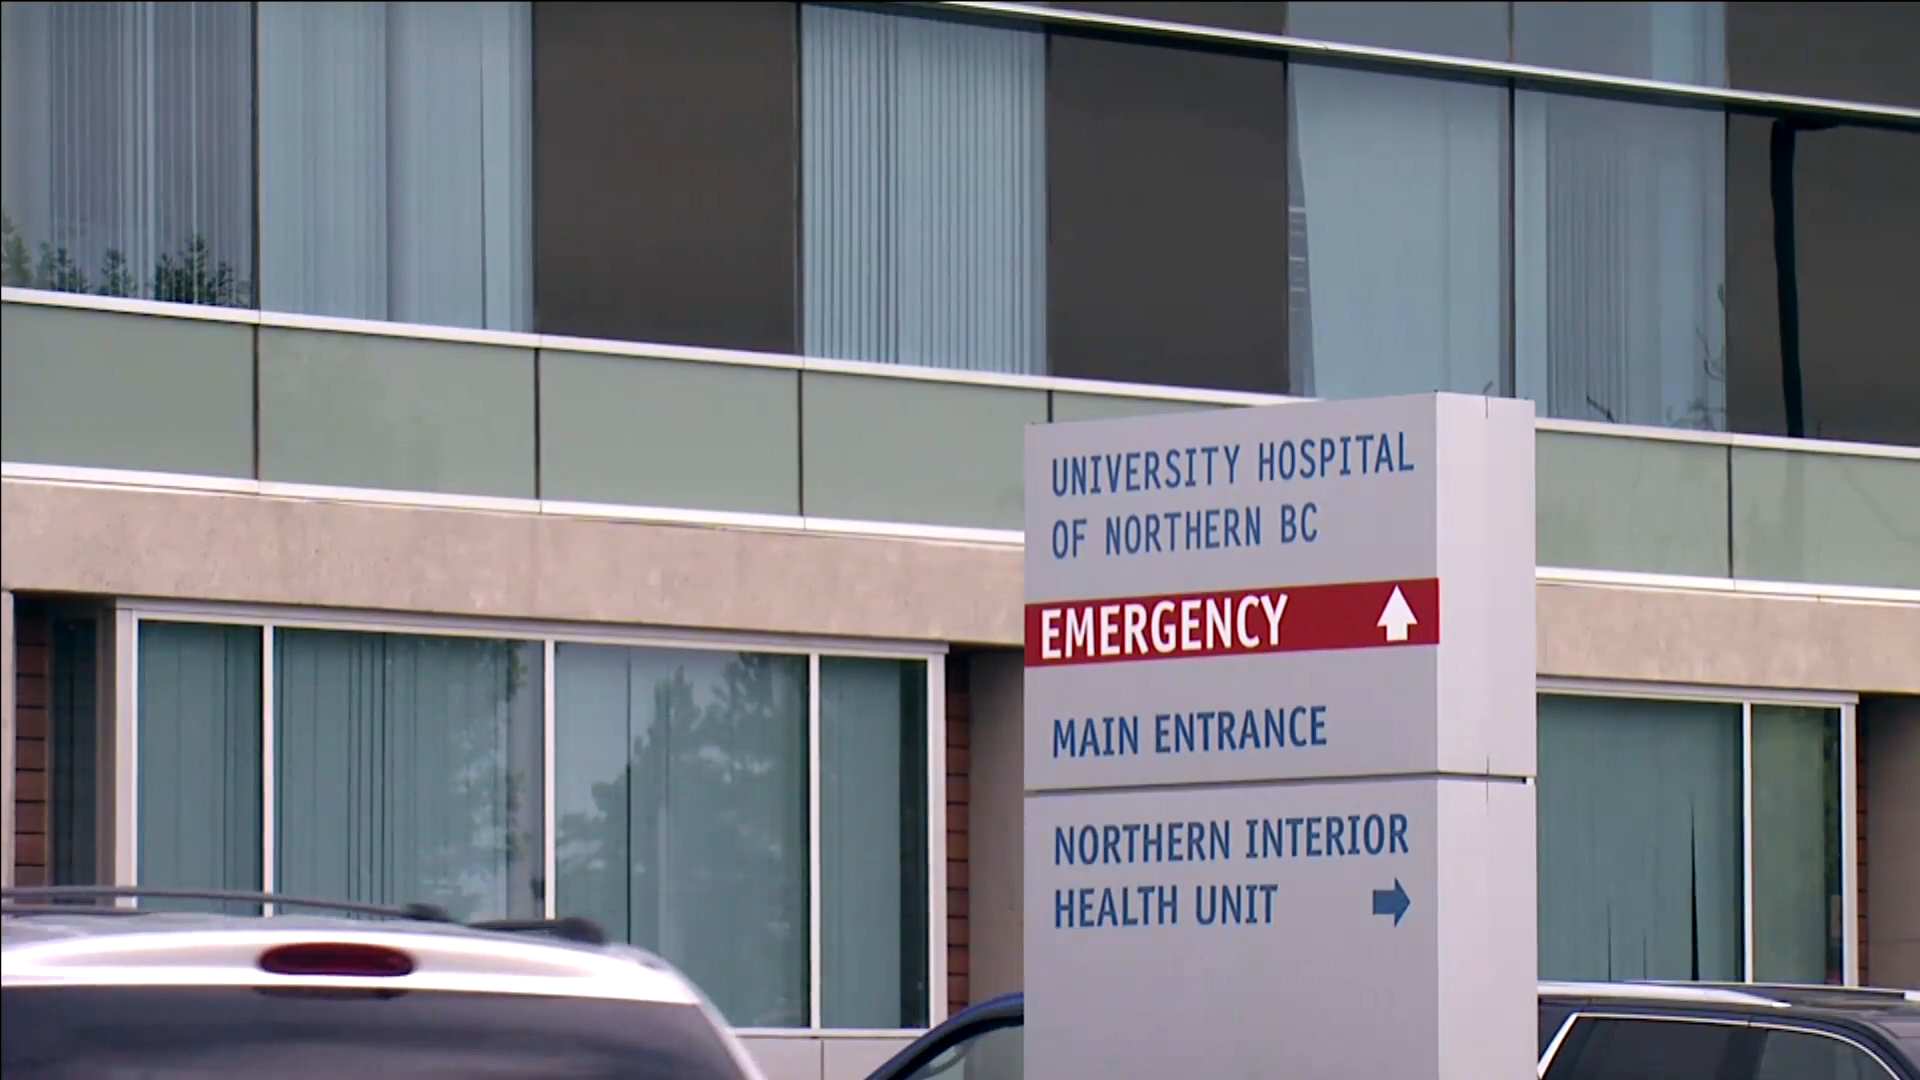 UNIVERSITY HOSPITAL
OF NORTHERN BC
EMERGENCY
MAIN ENTRANCE
NORTHERN INTERIOR
HEALTH UNIT